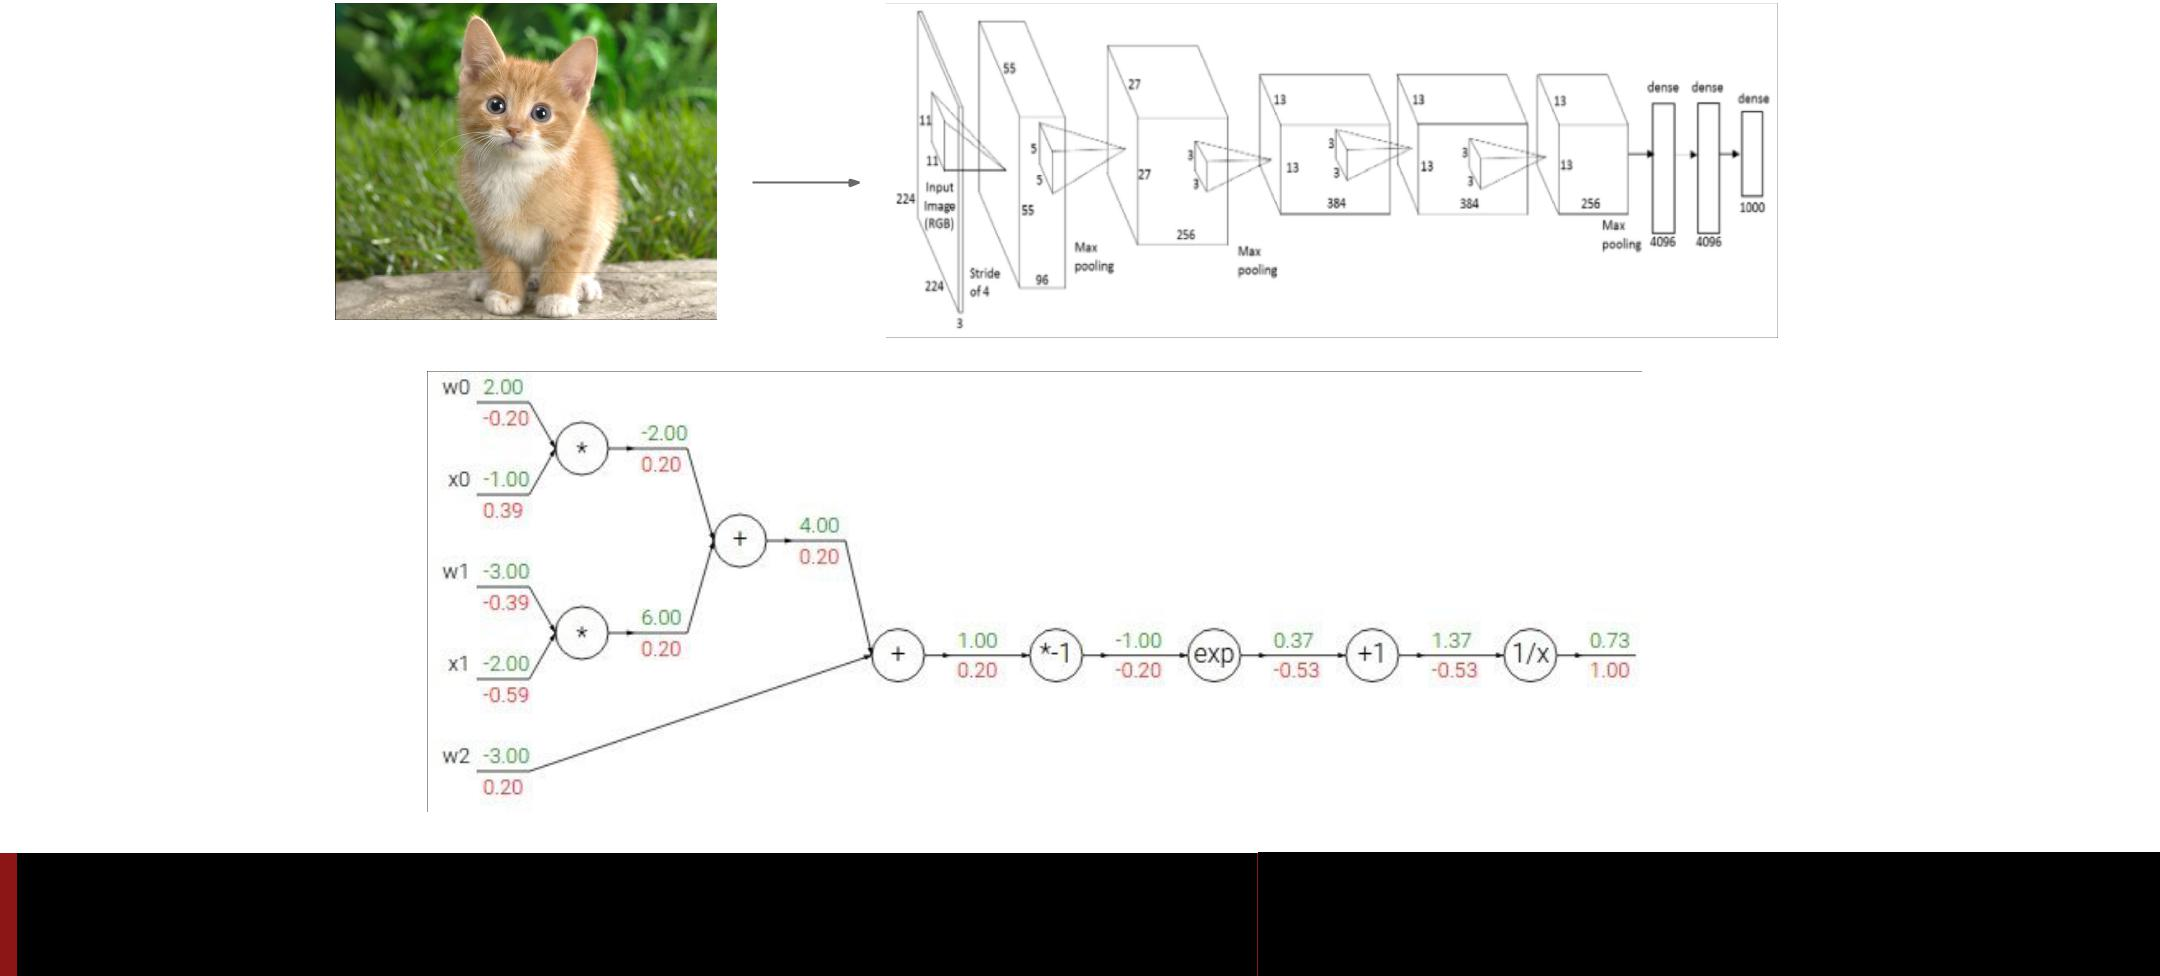 55
27
13
13
13
dense
dense
dense
11
11
5
5
3
3
3
3
3
3
224
Input
Image
(RGB)
55
27
13
13
13
256
384
384
256
1000
Max
pooling
4096
4096
Max
pooling
Max
pooling
Stride
of 4
96
224
3
w0 2.00
-0.20
-2.00
* 0.20
x0 -1.00
0.39
4.00
+ 0.20
w1 -3.00
-0.39
6.00
* 0.20
x1 -2.00
-0.59
1.00 -1.00 0.37 1.37 0.73
+ *-1 exp +1 1/x
0.20 -0.20 -0.53 -0.53 1.00
w2 -3.00
0.20